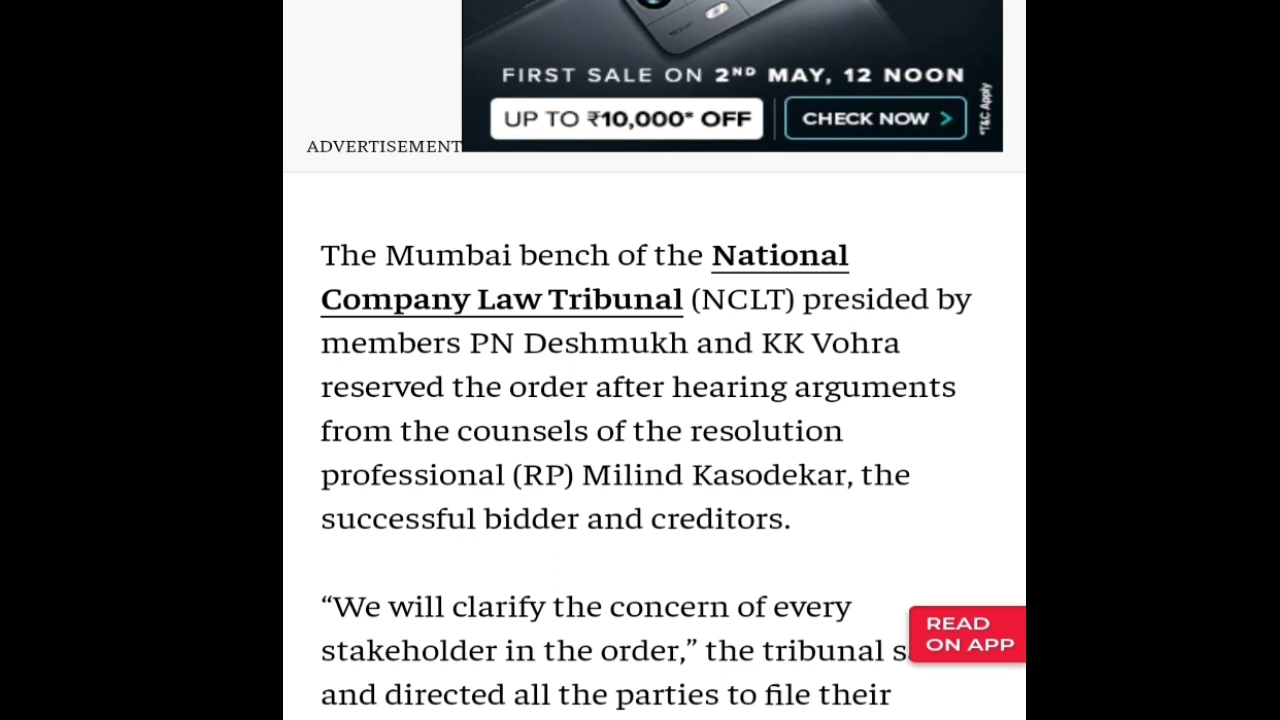 FIRST SALE ON 2ND MAY, 12 NOON
UP TO ₹10,000* OFF
CHECK NOW >
*T&C Apply
ADVERTISEMENT
The Mumbai bench of the National
Company Law Tribunal (NCLT) presided by
members PN Deshmukh and KK Vohra
reserved the order after hearing arguments
from the counsels of the resolution
professional (RP) Milind Kasodekar, the
successful bidder and creditors.
“We will clarify the concern of every
stakeholder in the order,” the tribunal
and directed all the parties to file their
READ
ON APP